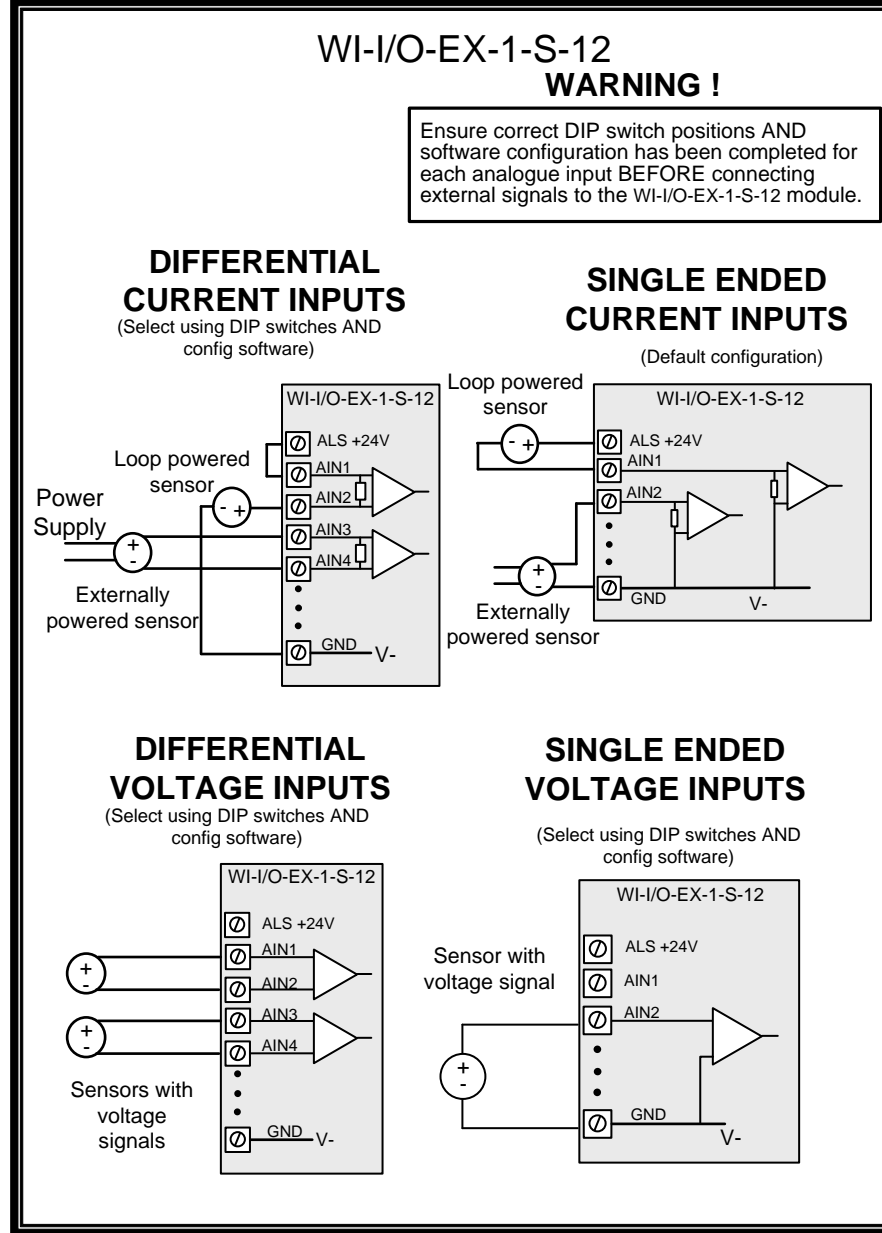 WI-I/O-EX-1-S-12
WARNING !
Ensure correct DIP switch positions AND
software configuration has been completed for
each analogue input BEFORE connecting
external signals to the WI-I/O-EX-1-S-12 module.
DIFFERENTIAL
CURRENT INPUTS
(Select using DIP switches AND
config software)
WI-I/O-EX-1-S-12
ALS +24V
AIN1
AIN2
AIN3
AIN4
GND
V-
Loop powered
sensor
- +
Power
Supply
+
-
Externally
powered sensor
SINGLE ENDED
CURRENT INPUTS
(Default configuration)
Loop powered
sensor
- +
WI-I/O-EX-1-S-12
ALS +24V
AIN1
AIN2
GND
V-
+
-
Externally
powered sensor
DIFFERENTIAL
VOLTAGE INPUTS
(Select using DIP switches AND
config software)
WI-I/O-EX-1-S-12
ALS +24V
AIN1
AIN2
AIN3
AIN4
GND
V-
+
-
+
-
Sensors with
voltage
signals
SINGLE ENDED
VOLTAGE INPUTS
(Select using DIP switches AND
config software)
WI-I/O-EX-1-S-12
Sensor with
voltage signal
ALS +24V
AIN1
AIN2
+
-
GND
V-